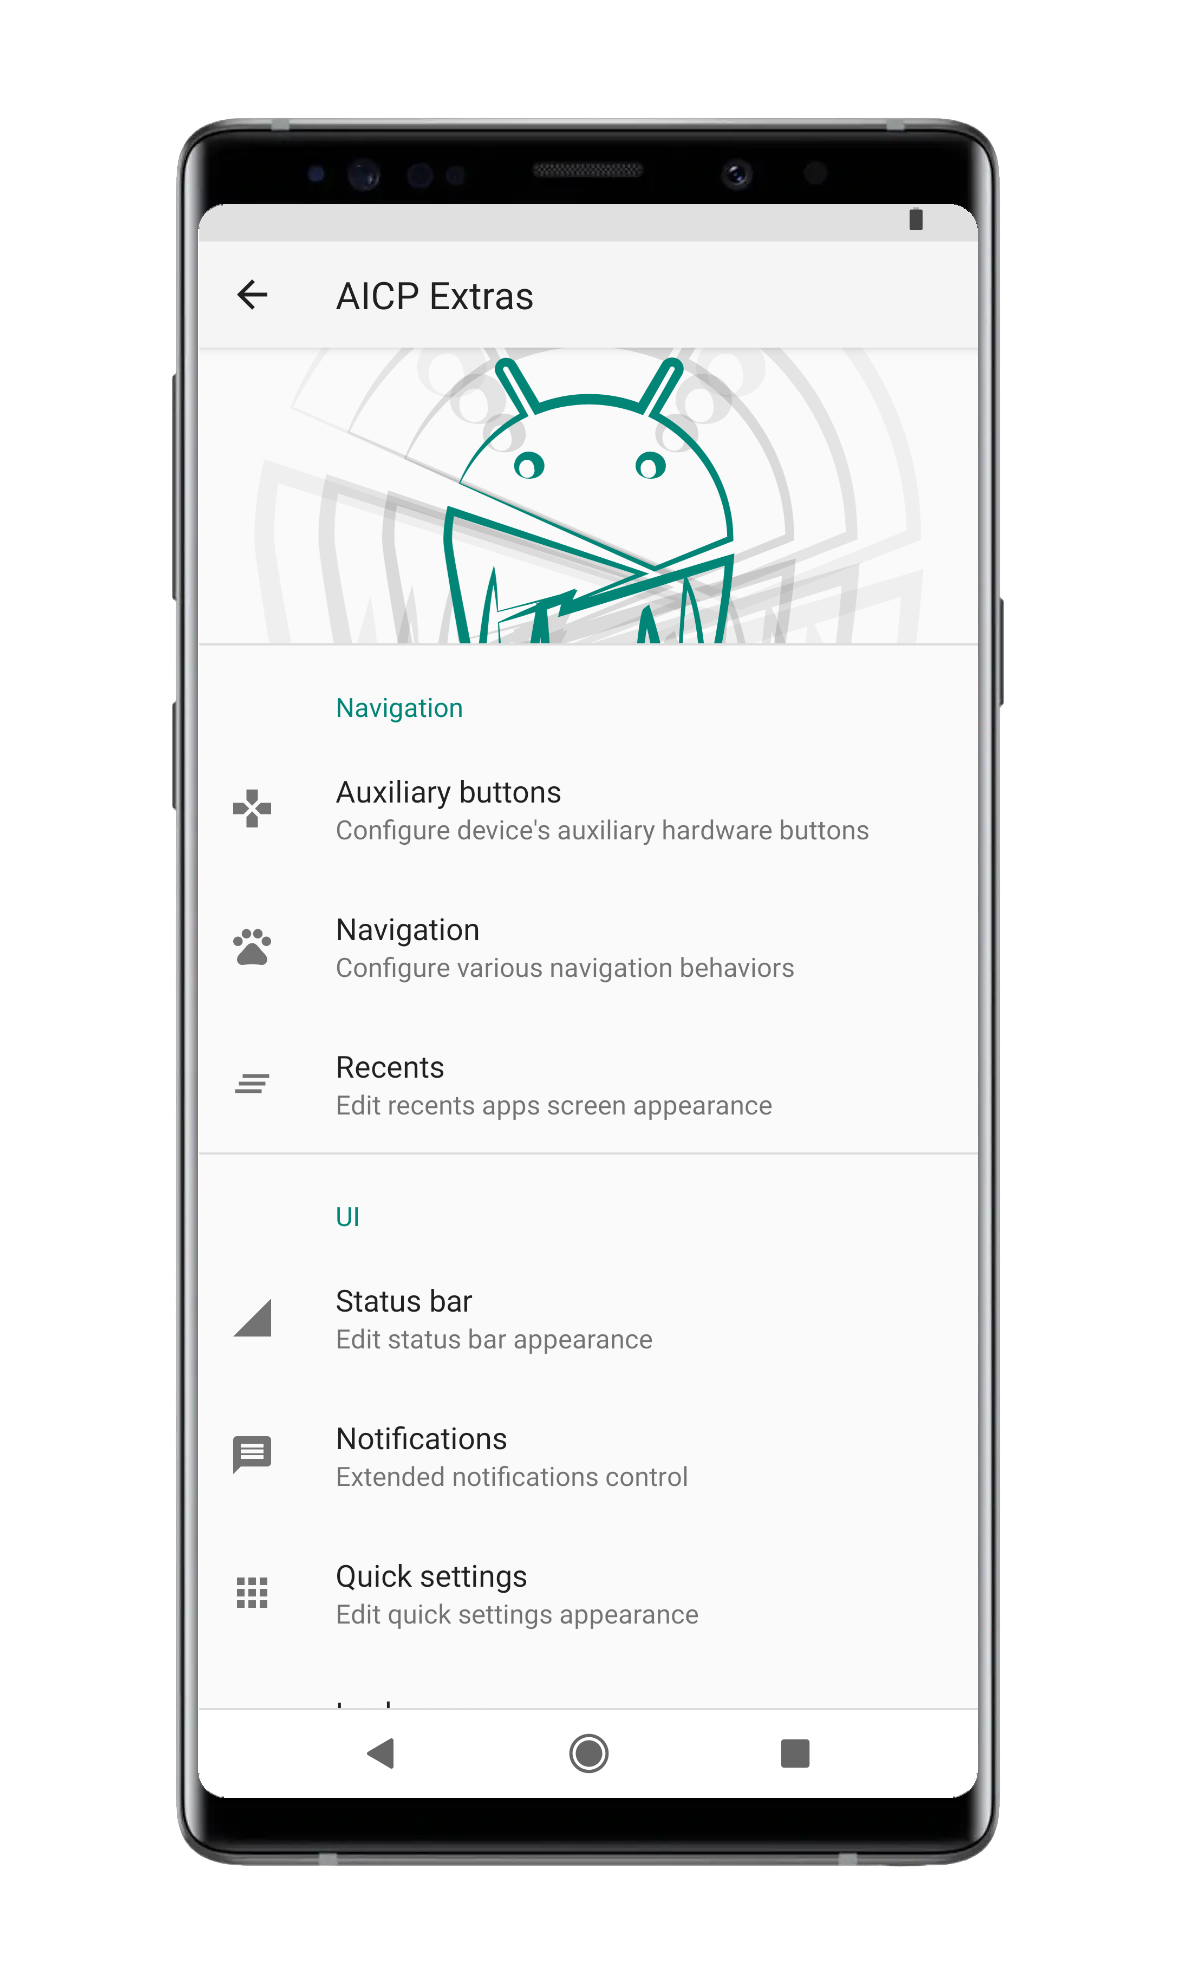 AICP Extras
Navigation
Auxiliary buttons
Configure device's auxiliary hardware buttons
Navigation
Configure various navigation behaviors
Recents
Edit recents apps screen appearance
UI
Status bar
Edit status bar appearance
Notifications
Extended notifications control
Quick settings
Edit quick settings appearance